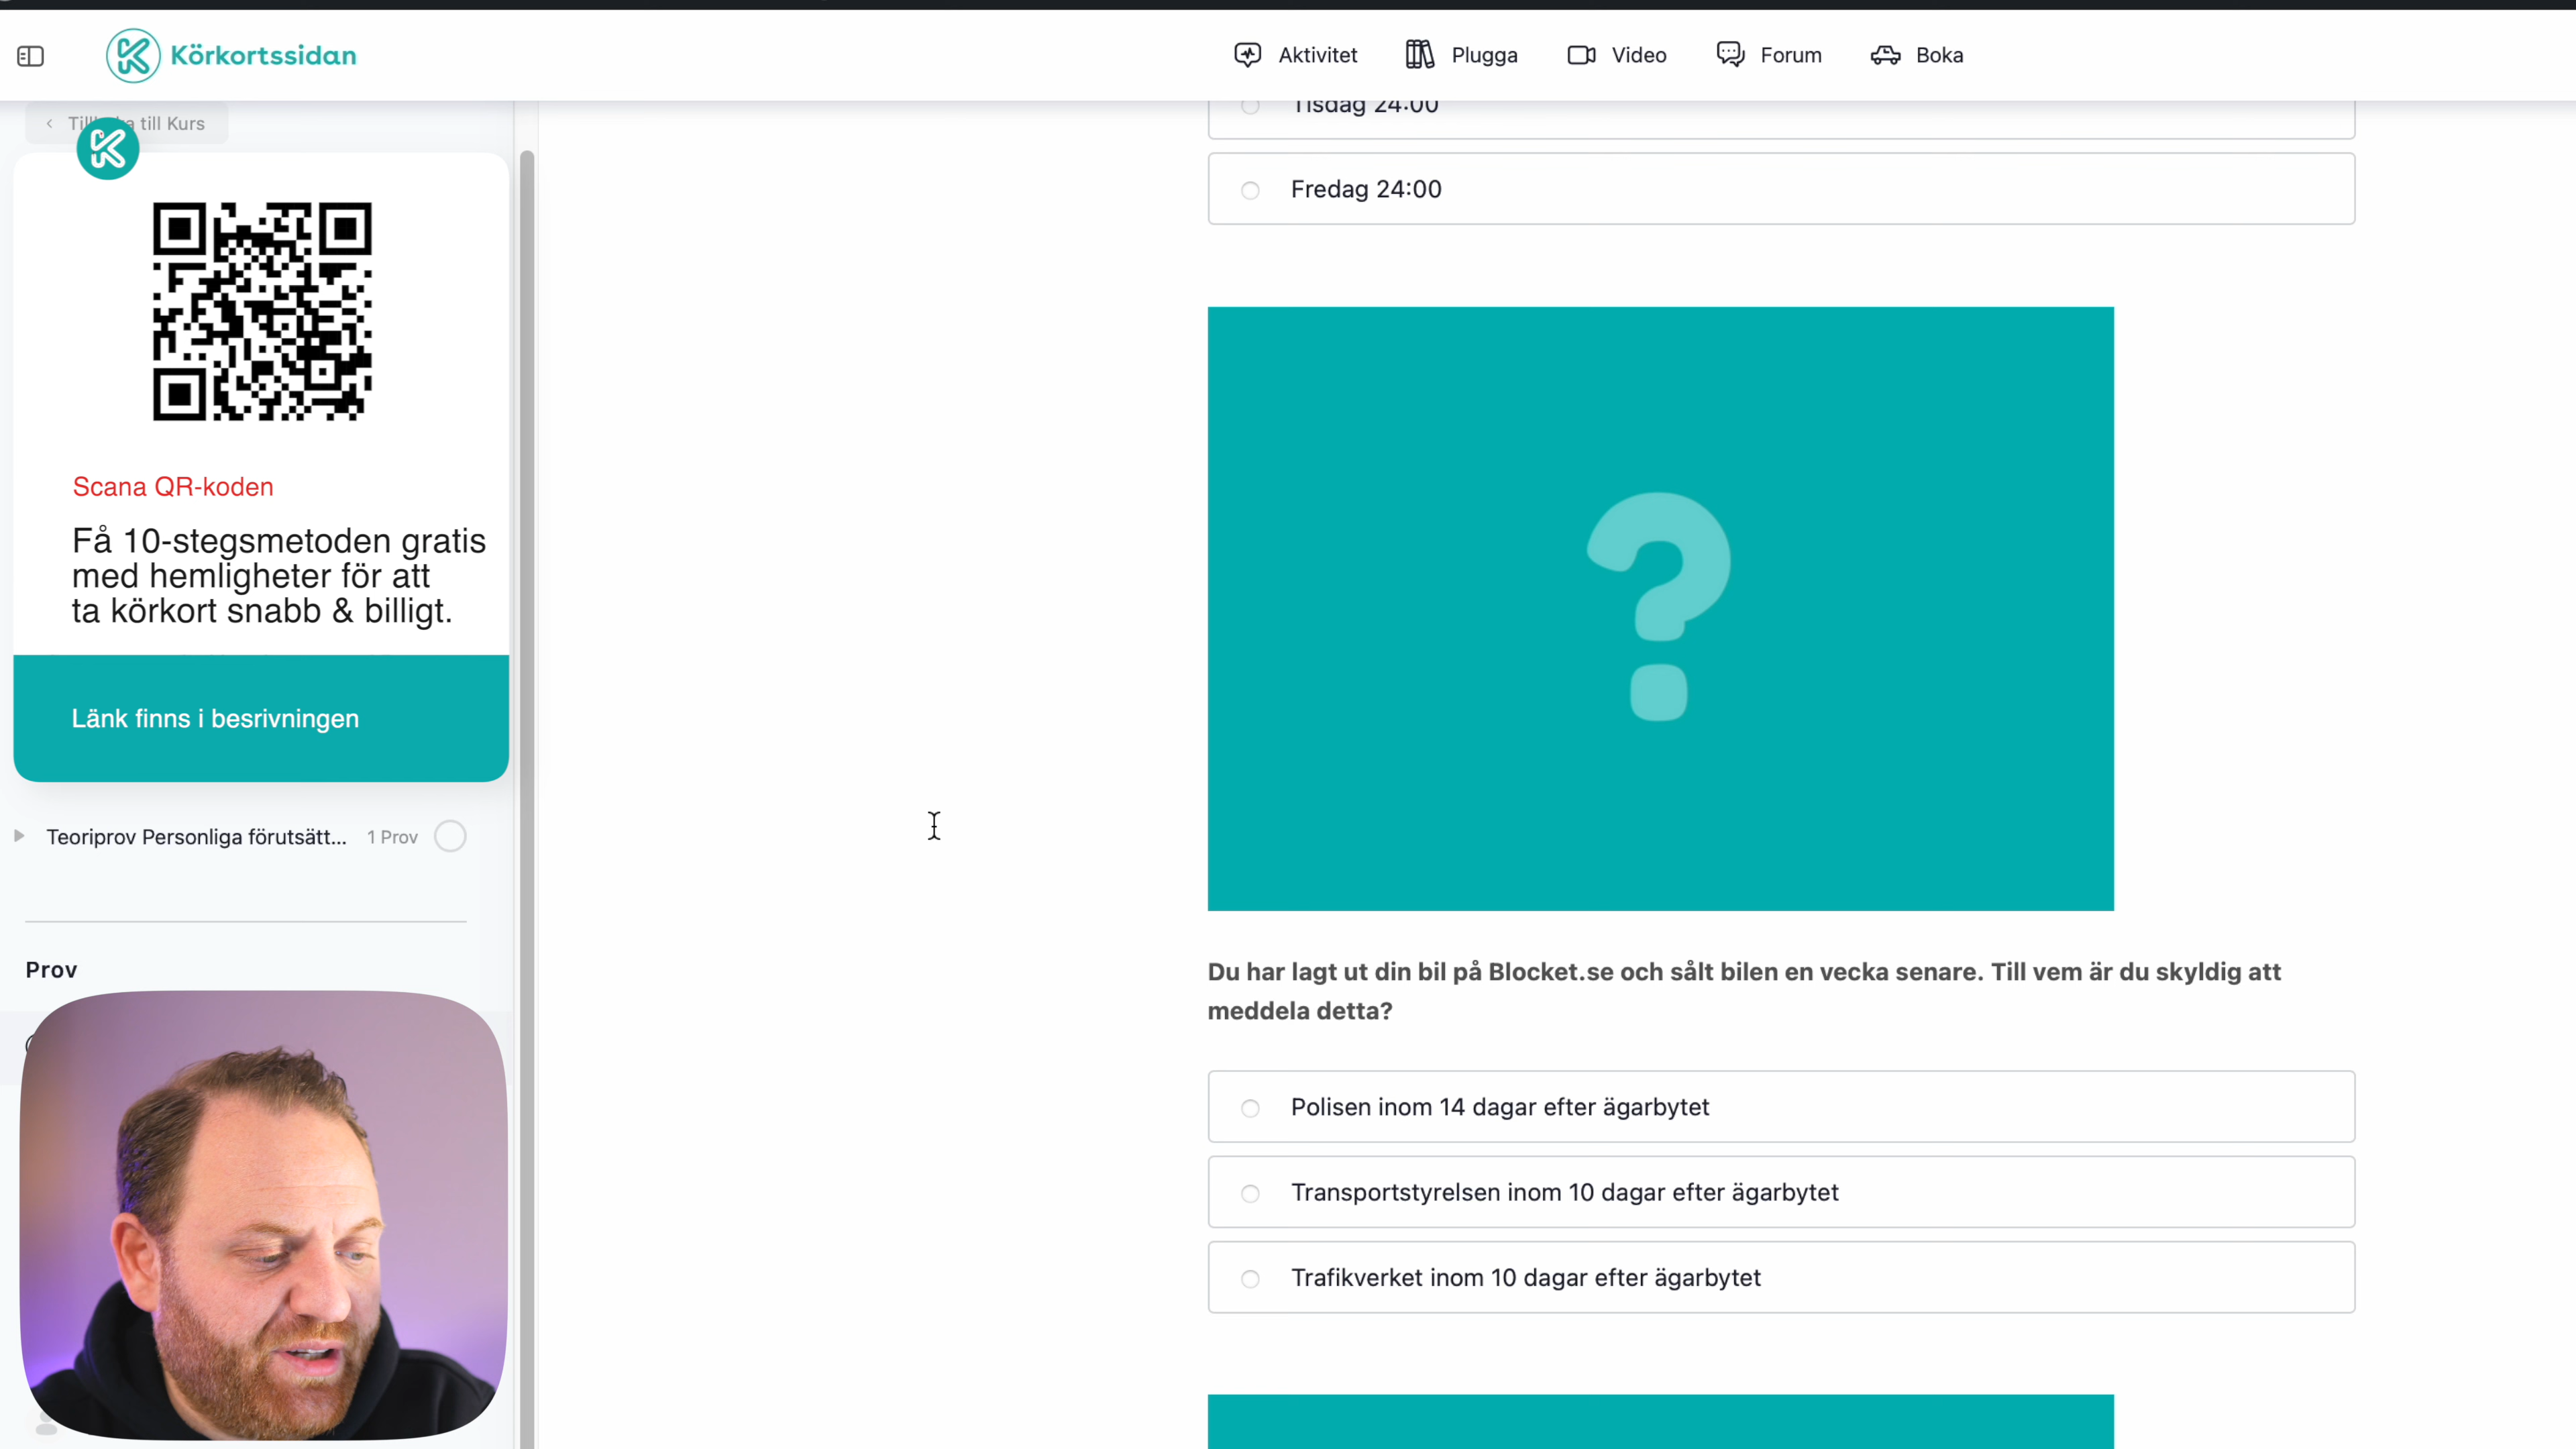 Körkortssidan
Aktivitet
Plugga
Video
Forum
Boka
till Kurs
Scana QR-koden
Få 10-stegsmetoden gratis
med hemligheter för att
ta körkort snabb & billigt.
Länk finns i besrivningen
Teoriprov Personliga förutsätt... 1 Prov
Prov
Tisdag 24:00
Fredag 24:00
?
Du har lagt ut din bil på Blocket.se och sålt bilen en vecka senare. Till vem är du skyldig att
meddela detta?
Polisen inom 14 dagar efter ägarbytet
Transportstyrelsen inom 10 dagar efter ägarbytet
Trafikverket inom 10 dagar efter ägarbytet